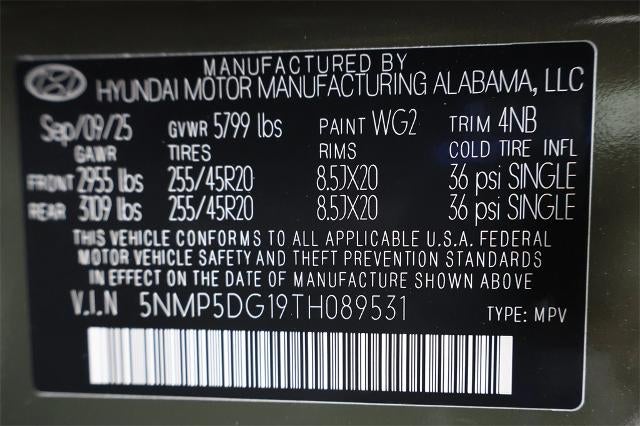 MANUFACTURED BY
HYUNDAI MOTOR MANUFACTURING ALABAMA, LLC
Sep/09/25 GVWR 5799 lbs PAINT WG2 TRIM 4NB
GAWR TIRES RIMS COLD TIRE INFL
FRONT 2955 lbs 255/45R20 8.5JX20 36 psi SINGLE
REAR 3109 lbs 255/45R20 8.5JX20 36 psi SINGLE
THIS VEHICLE CONFORMS TO ALL APPLICABLE U.S.A. FEDERAL
MOTOR VEHICLE SAFETY AND THEFT PREVENTION STANDARDS
IN EFFECT ON THE DATE OF MANUFACTURE SHOWN ABOVE
V.I.N 5NMP5DG19TH089531 TYPE: MPV